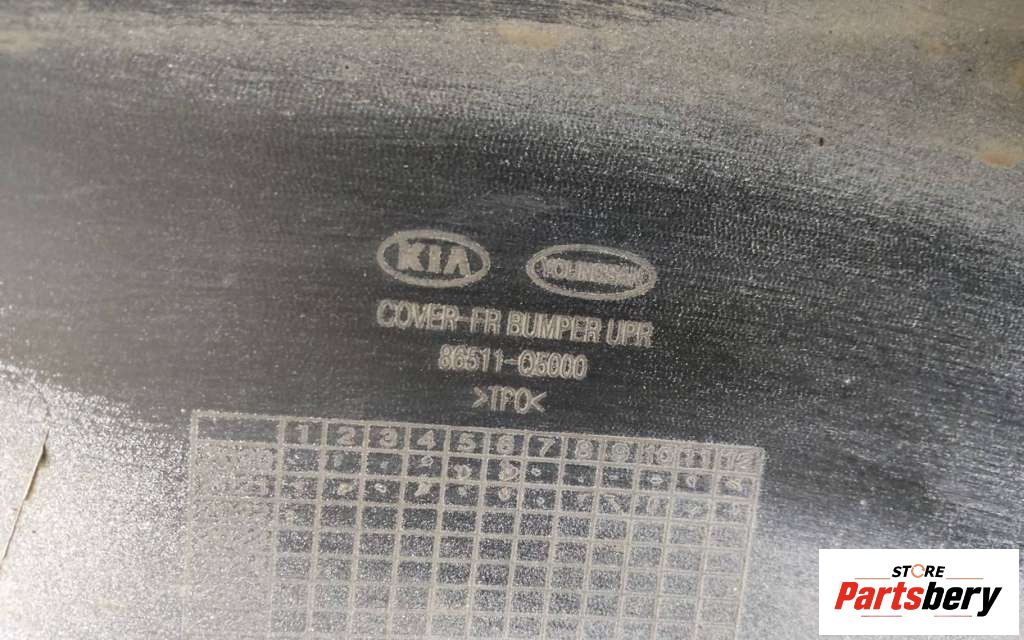 KIA YOUNGSAN
COVER-FR BUMPER UPR
86511-Q5000
>TPO<
1 2 3 4 5 6 7 8 9 10 11 12
STORE
Partsbery